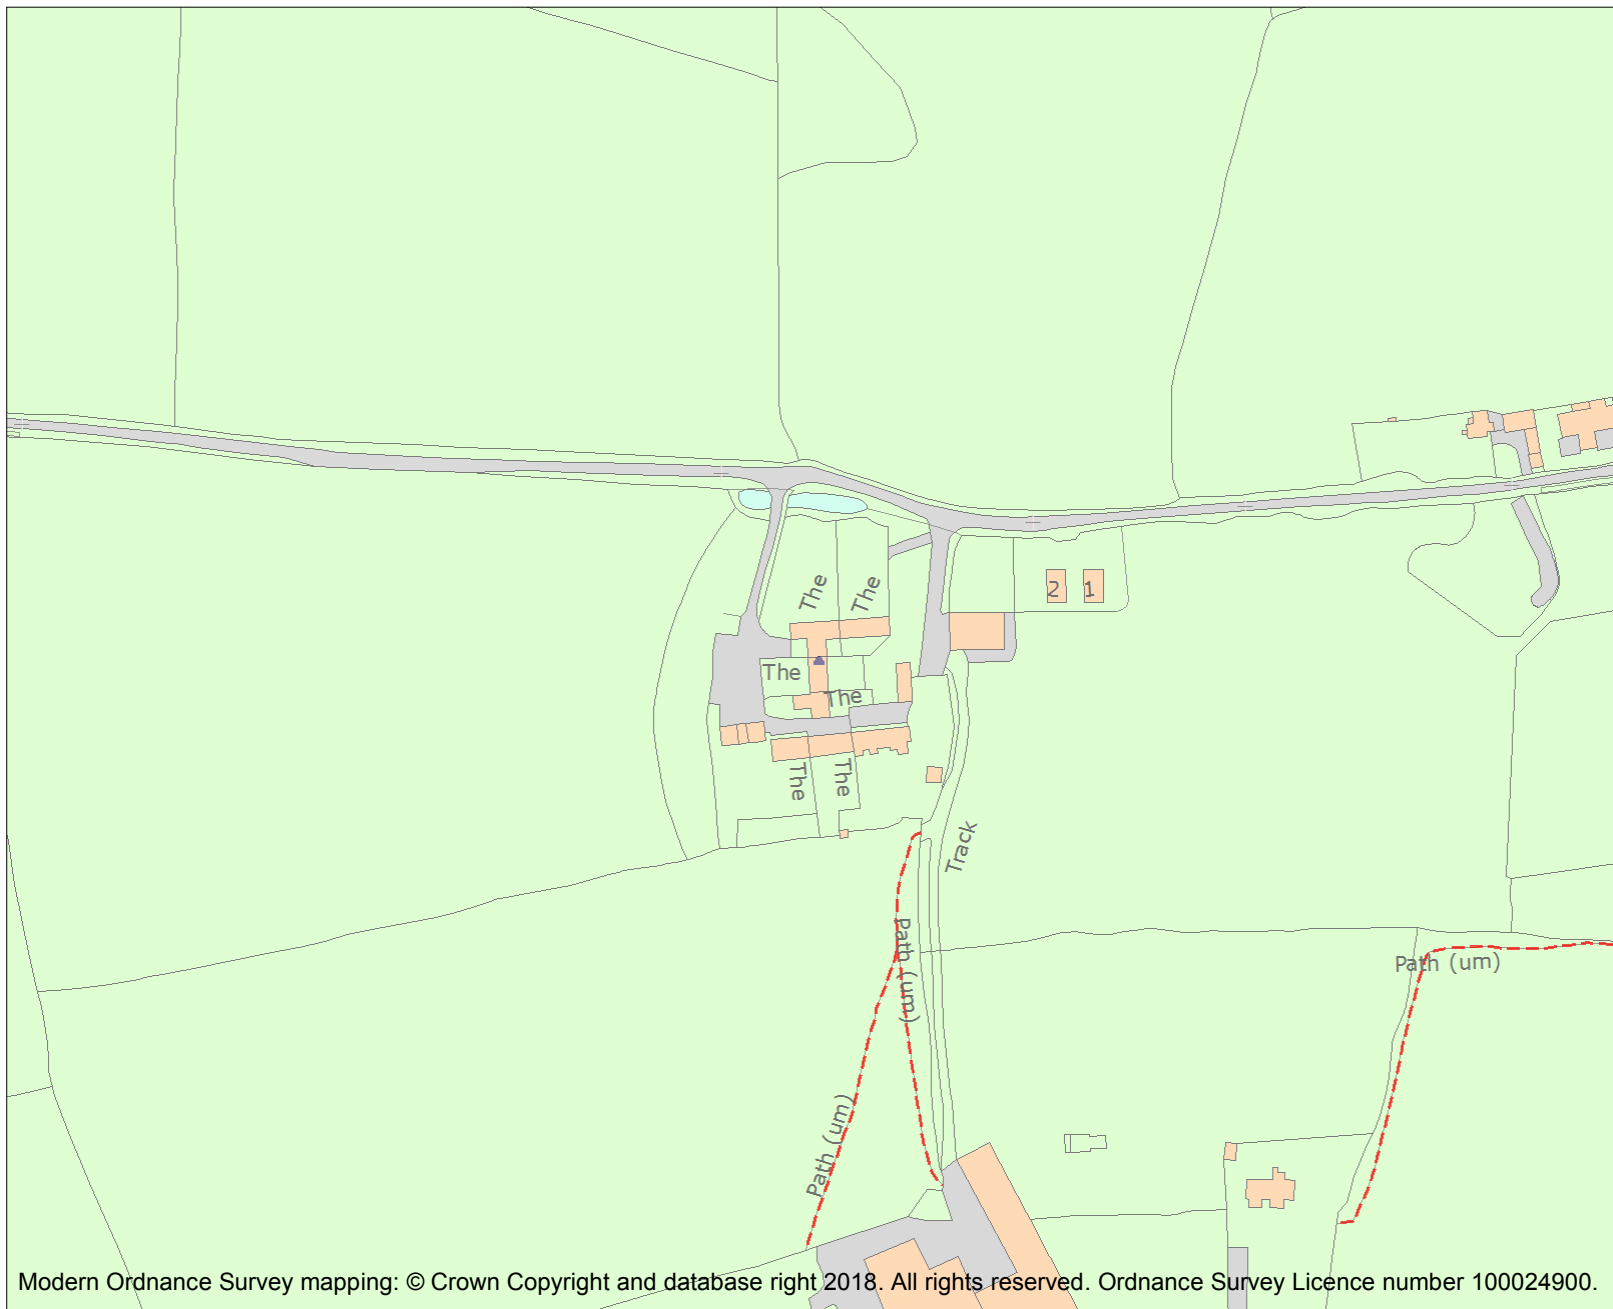 The
The
2
1
The
The
The
The
Track
Path (um)
Path (um)
Path (um)
Modern Ordnance Survey mapping: © Crown Copyright and database right 2018. All rights reserved. Ordnance Survey Licence number 100024900.